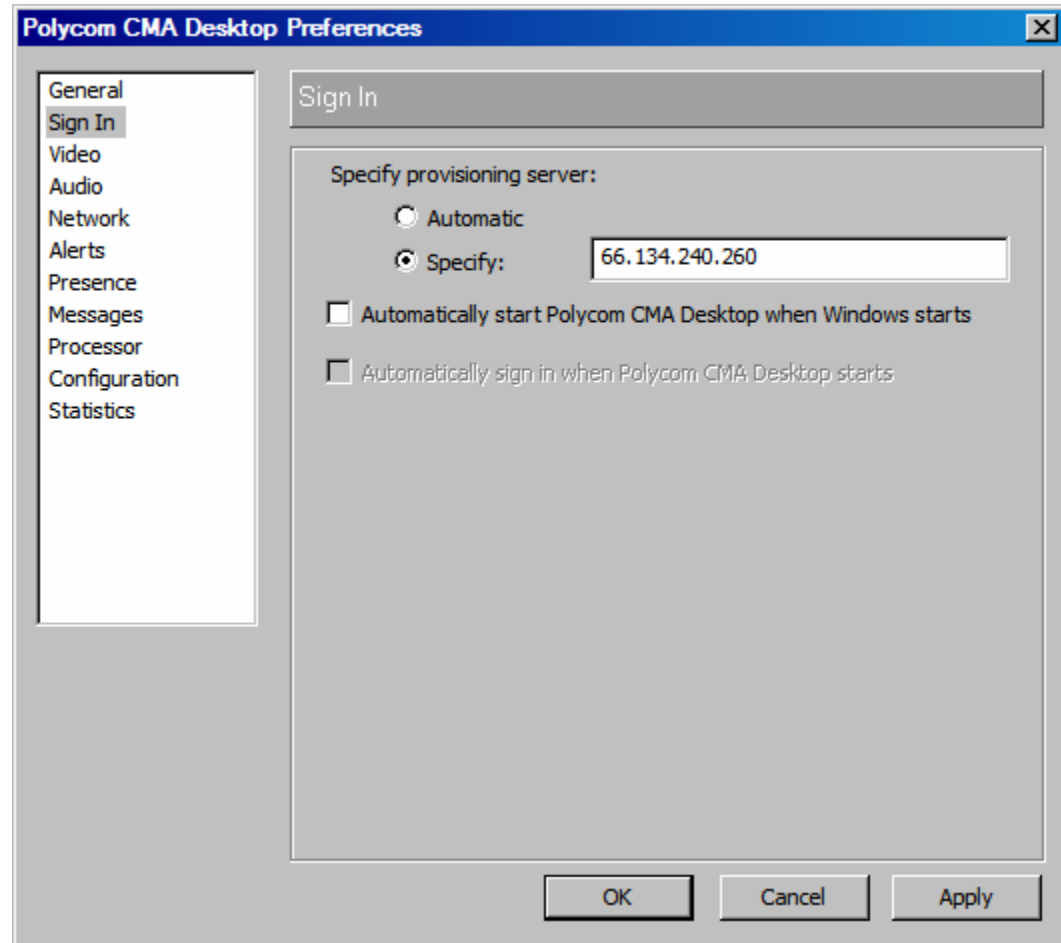 Polycom CMA Desktop Preferences
General
Sign In
Video
Audio
Network
Alerts
Presence
Messages
Processor
Configuration
Statistics
Sign In
Specify provisioning server:
Automatic
Specify: 66.134.240.260
Automatically start Polycom CMA Desktop when Windows starts
Automatically sign in when Polycom CMA Desktop starts
OK Cancel Apply